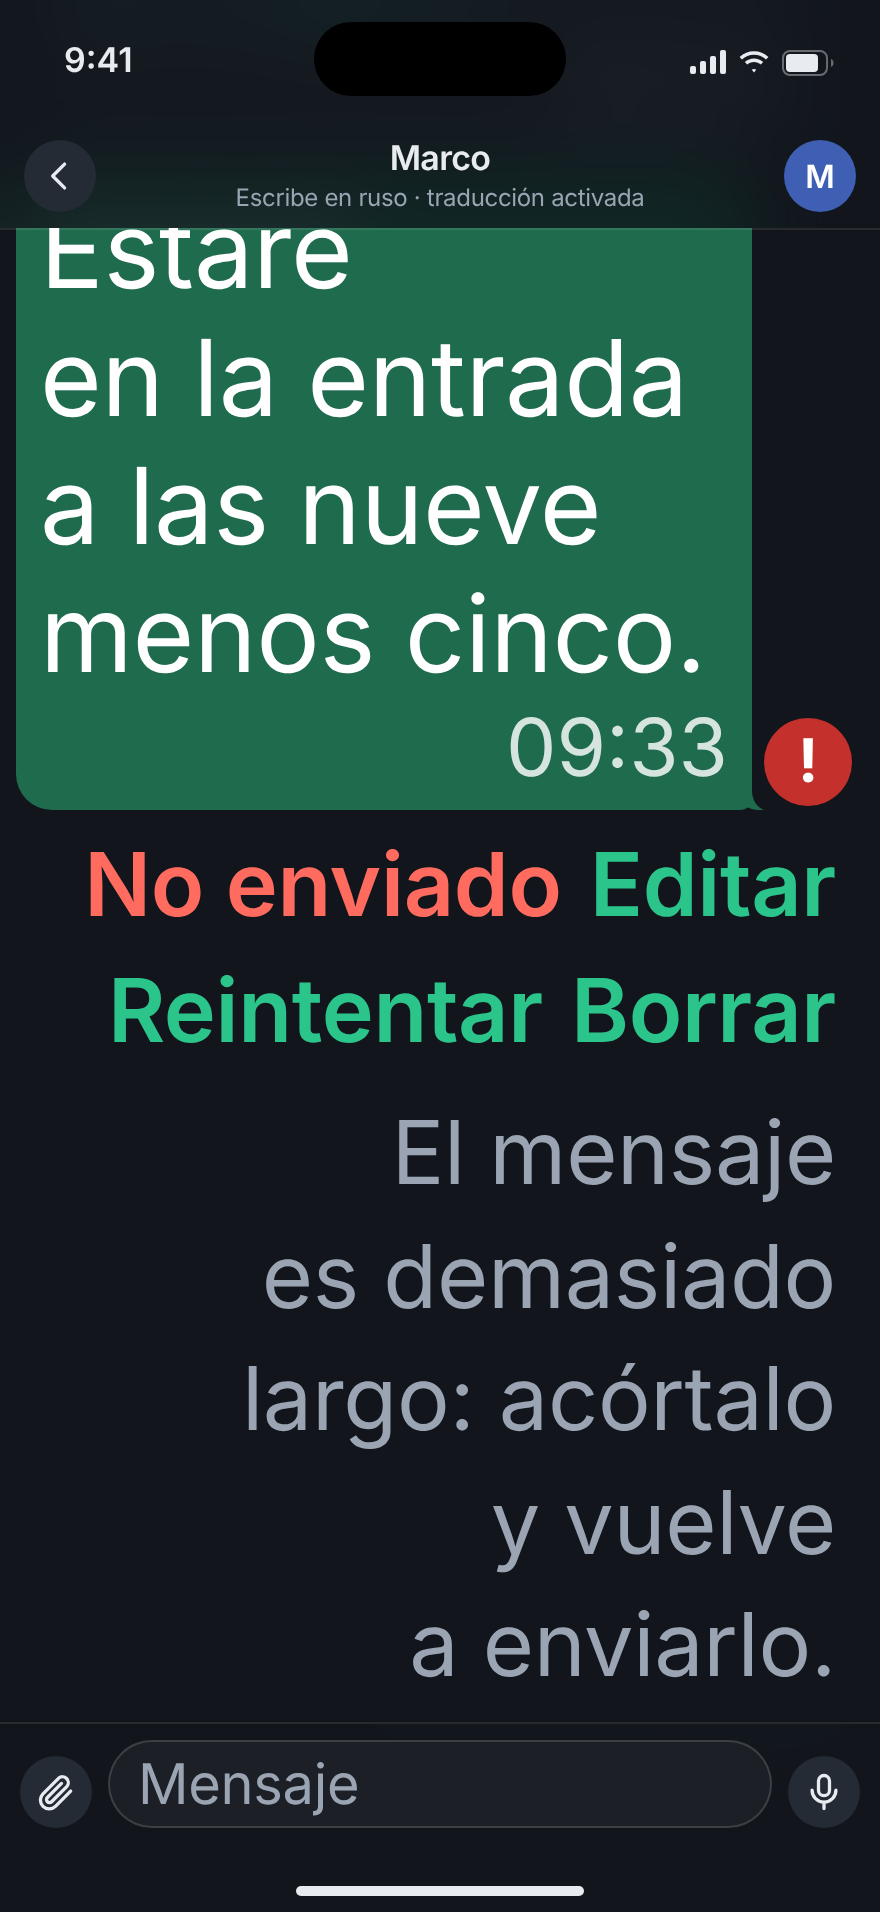 9:41
Marco
Escribe en ruso · traducción activada
M
Estaré
en la entrada
a las nueve
menos cinco.
09:33
!
No enviado Editar
Reintentar Borrar
El mensaje
es demasiado
largo: acórtalo
y vuelve
a enviarlo.
Mensaje